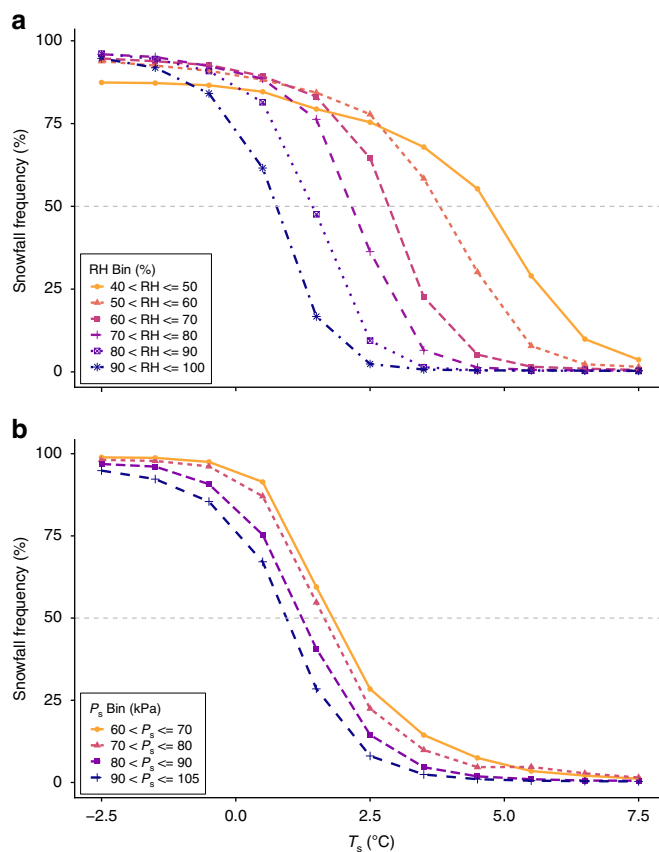 a
100
75
50
25
0
Snowfall frequency (%)
RH Bin (%)
40 < RH <= 50
50 < RH <= 60
60 < RH <= 70
70 < RH <= 80
80 < RH <= 90
90 < RH <= 100
b
100
75
50
25
0
Snowfall frequency (%)
Ps Bin (kPa)
60 < Ps <= 70
70 < Ps <= 80
80 < Ps <= 90
90 < Ps <= 105
−2.5 0.0 2.5 5.0 7.5
Ts (°C)